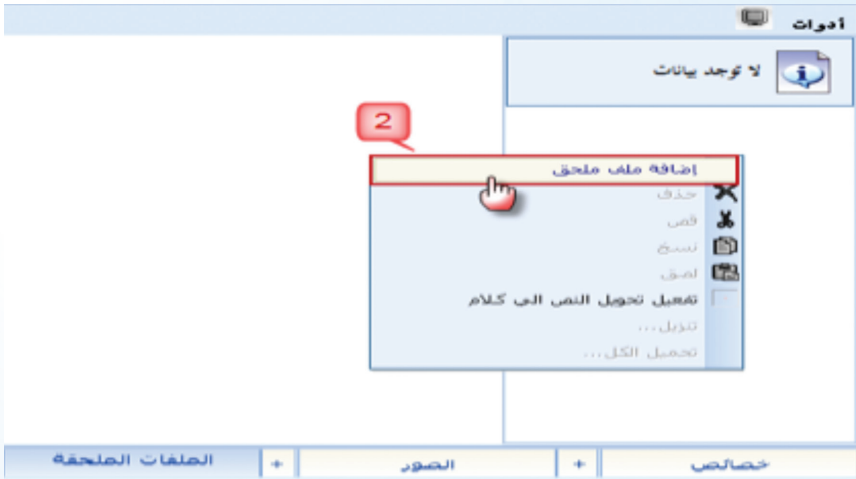 أدوات
لا توجد بيانات
2
إضافة ملف ملحق
حذف
قص
نسخ
لصق
تفعيل تحويل النص الى كلام
تنزيل...
تحميل الكل...
خصائص + الصور + الملفات الملحقة